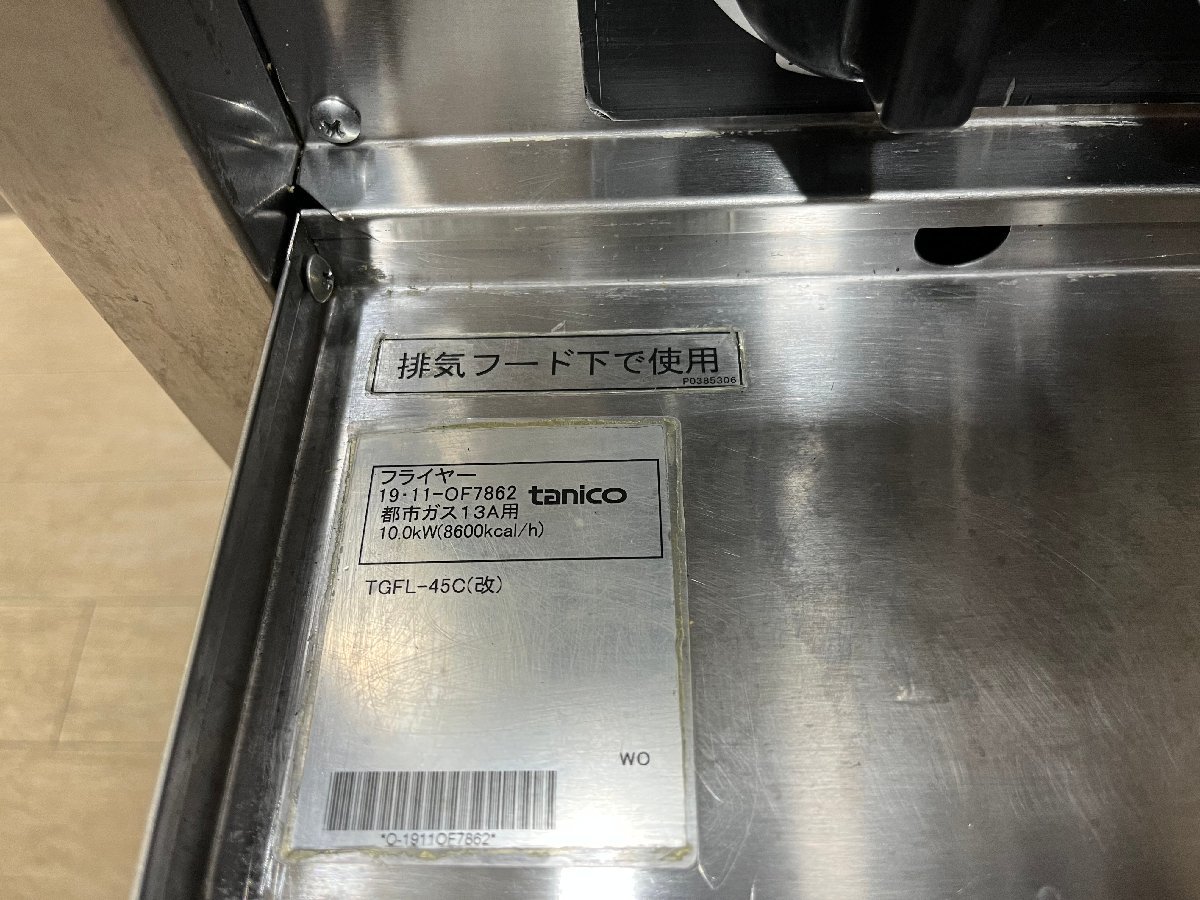 排気フード下で使用
P0385306
フライヤー
19・11-OF7862 tanico
都市ガス13A用
10.0kW(8600kcal/h)
TGFL-45C(改)
WO
*O-1911OF7862*